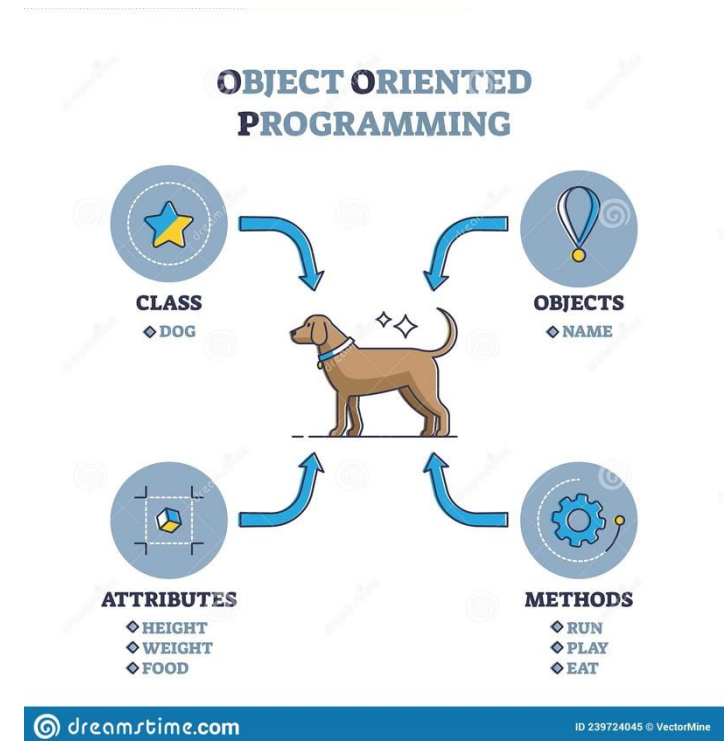 OBJECT ORIENTED
PROGRAMMING
CLASS
DOG
OBJECTS
NAME
ATTRIBUTES
HEIGHT
WEIGHT
FOOD
METHODS
RUN
PLAY
EAT
dreamstime.com
ID 239724045 © VectorMine